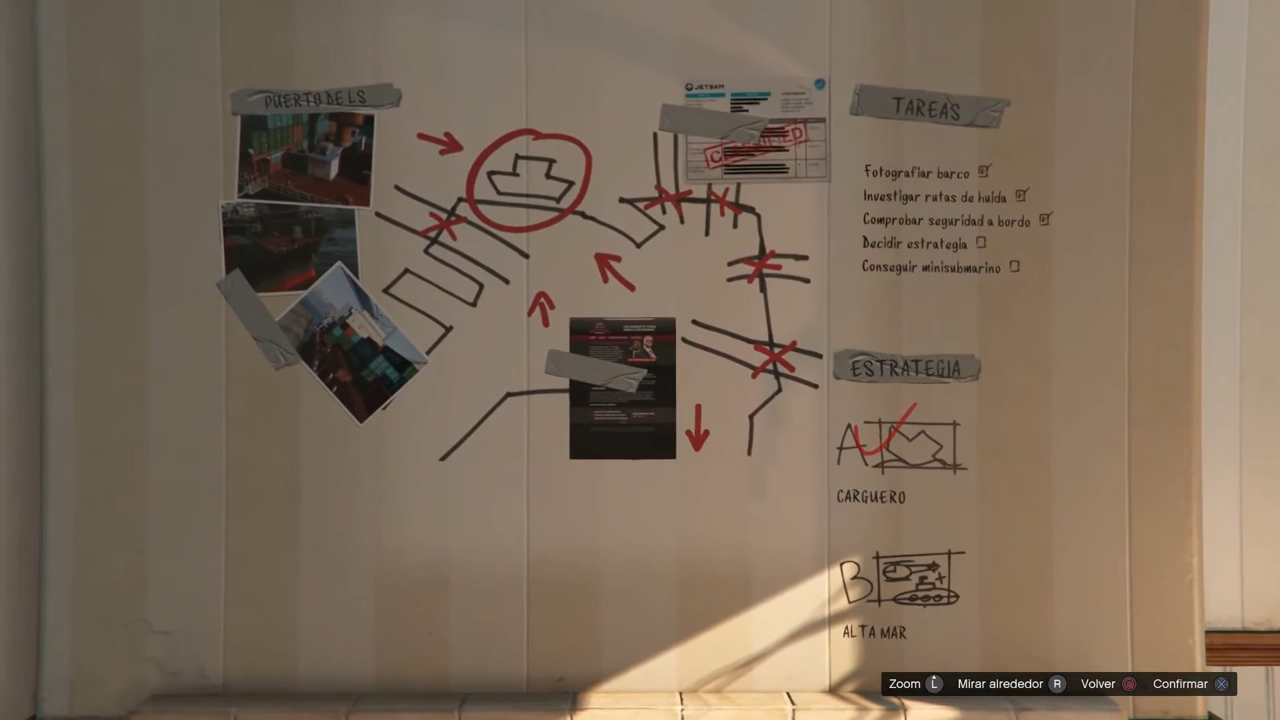 PUERTO DE LS
JETSAM
CLASSIFIED
TAREAS
Fotografiar barco
Investigar rutas de huida
Comprobar seguridad a bordo
Decidir estrategia
Conseguir minisubmarino
ESTRATEGIA
A
CARGUERO
B
ALTA MAR
Zoom L Mirar alrededor R Volver Confirmar